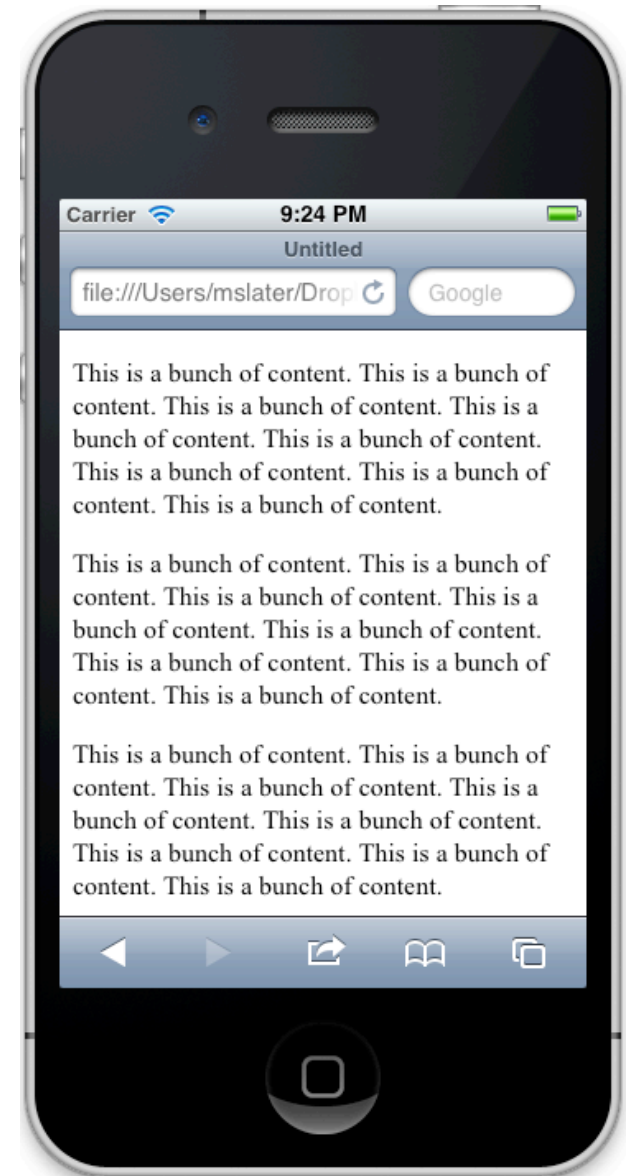 Carrier 9:24 PM
Untitled
file:///Users/mslater/Drop Google
This is a bunch of content. This is a bunch of
content. This is a bunch of content. This is a
bunch of content. This is a bunch of content.
This is a bunch of content. This is a bunch of
content. This is a bunch of content.
This is a bunch of content. This is a bunch of
content. This is a bunch of content. This is a
bunch of content. This is a bunch of content.
This is a bunch of content. This is a bunch of
content. This is a bunch of content.
This is a bunch of content. This is a bunch of
content. This is a bunch of content. This is a
bunch of content. This is a bunch of content.
This is a bunch of content. This is a bunch of
content. This is a bunch of content.